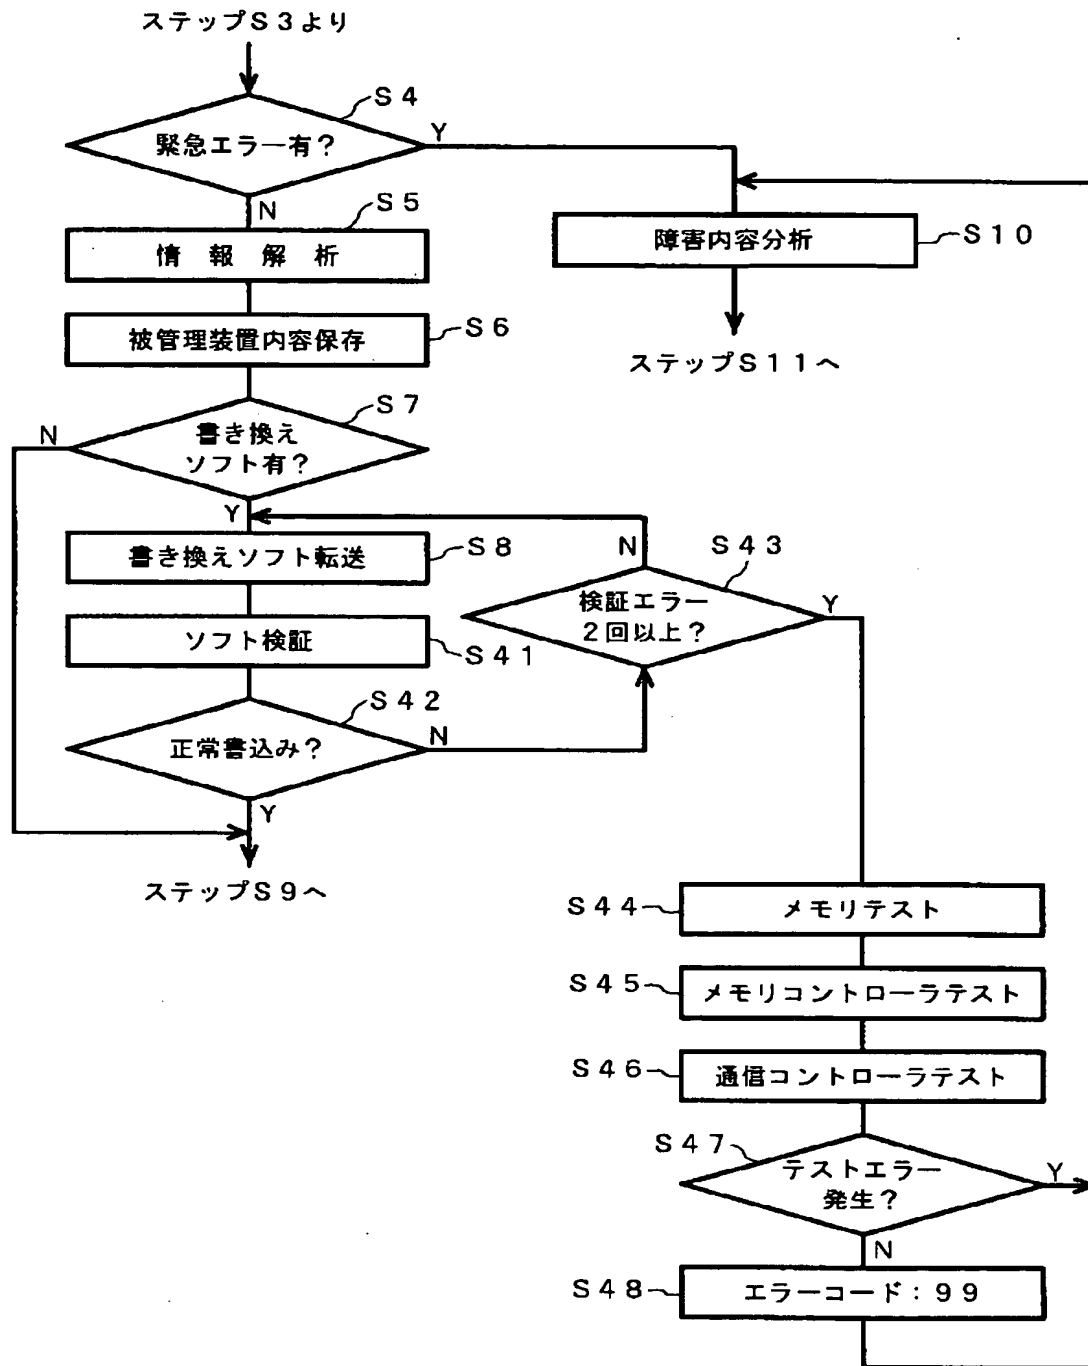 ステップS3より
S4
緊急エラー有?
Y
N
S5
情報解析
S10
障害内容分析
S6
被管理装置内容保存
ステップS11へ
S7
N
書き換え
ソフト有?
Y
S8
書き換えソフト転送
N
S43
検証エラー
2回以上?
Y
ソフト検証
S41
S42
正常書込み?
N
Y
ステップS9へ
S44
メモリテスト
S45
メモリコントローラテスト
S46
通信コントローラテスト
S47
テストエラー
発生?
Y
N
S48
エラーコード:99